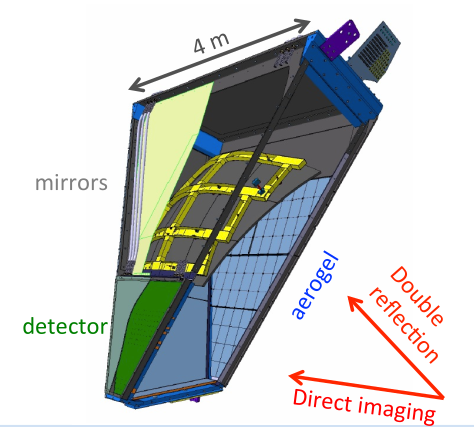 4 m
mirrors
aerogel
Double
reflection
detector
Direct imaging